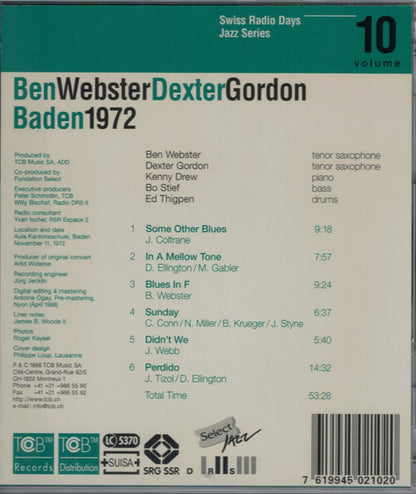 Swiss Radio Days
Jazz Series
10
volume
BenWebsterDexterGordon
Baden1972
Produced by
TCB Music SA, ADD
Co-produced by
Fondation Select
Executive producers
Peter Schmidlin, TCB
Willy Bischof, Radio DRS II
Radio consultant
Yvan Ischer, RSR Espace 2
Location and date
Aula Kantonsschule, Baden
November 11, 1972
Producer of original concert
Arild Wideröe
Recording engineer
Jürg Jecklin
Digital editing & mastering
Antoine Ogay, Pre-mastering,
Nyon (April 1998)
Liner notes
James B. Woode II
Photos
Roger Kaysel
Cover design
Philippe Loup, Lausanne
P & © 1998 TCB Music SA
Cité-Centre, Grand-Rue 92/5
CH-1820 Montreux 1
Phone +41 +21 +966 55 90
Fax +41 +21 +966 55 92
http://www.tcb.ch
e-mail: info@tcb.ch
Ben Webster tenor saxophone
Dexter Gordon tenor saxophone
Kenny Drew piano
Bo Stief bass
Ed Thigpen drums
1 Some Other Blues 9:18
J. Coltrane
2 In A Mellow Tone 7:57
D. Ellington / M. Gabler
3 Blues In F 9:24
B. Webster
4 Sunday 6:37
C. Conn / N. Miller / B. Krueger / J. Styne
5 Didn't We 5:40
J. Webb
6 Perdido 14:32
J. Tizol / D. Ellington
Total Time 53:28
TCB™
Records
TCB™
Distribution
LC 5370
SUISA
SRG SSR
Select
JAZZ
D
7 619945 021020